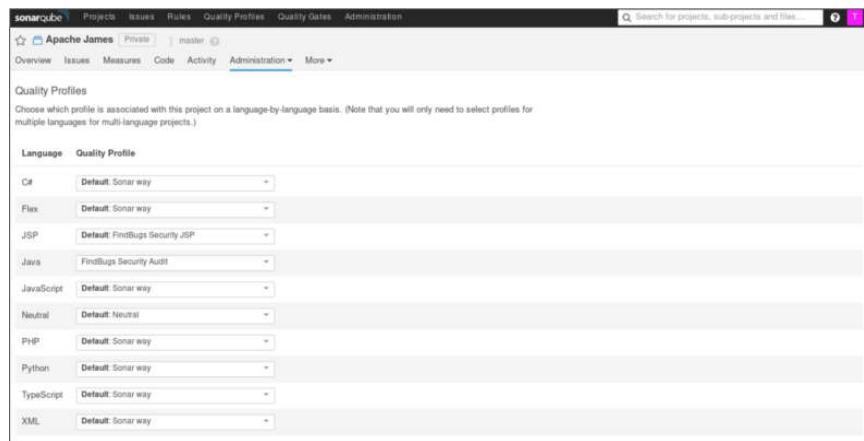 sonarqube Projects Issues Rules Quality Profiles Quality Gates Administration Search for projects, sub-projects and files... ? T
Apache James Private master
Overview Issues Measures Code Activity Administration More
Quality Profiles
Choose which profile is associated with this project on a language-by-language basis. (Note that you will only need to select profiles for
multiple languages for multi-language projects.)
Language Quality Profile
C# Default: Sonar way
Flex Default: Sonar way
JSP Default: FindBugs Security JSP
Java FindBugs Security Audit
JavaScript Default: Sonar way
Neutral Default: Neutral
PHP Default: Sonar way
Python Default: Sonar way
TypeScript Default: Sonar way
XML Default: Sonar way